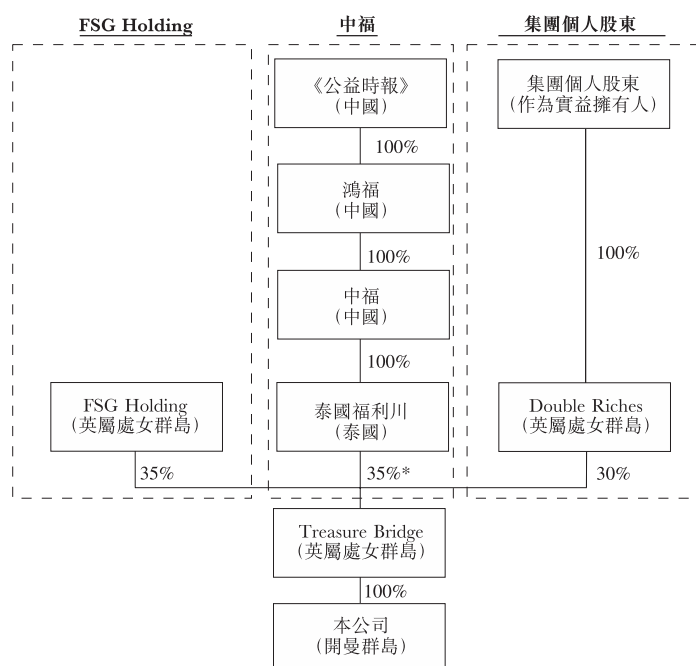 FSG Holding
中福
集團個人股東
《公益時報》
(中國)
集團個人股東
(作為實益擁有人)
100%
鴻福
(中國)
100%
100%
中福
(中國)
100%
FSG Holding
(英屬處女群島)
泰國福利川
(泰國)
Double Riches
(英屬處女群島)
35%
35%*
30%
Treasure Bridge
(英屬處女群島)
100%
本公司
(開曼群島)